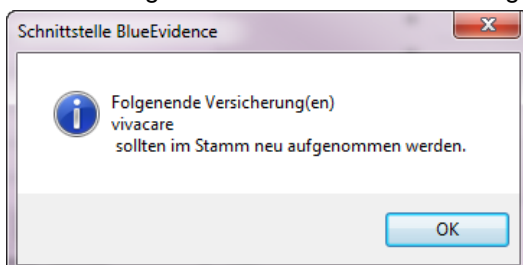 Schnittstelle BlueEvidence
Folgenende Versicherung(en)
vivacare
sollten im Stamm neu aufgenommen werden.
OK